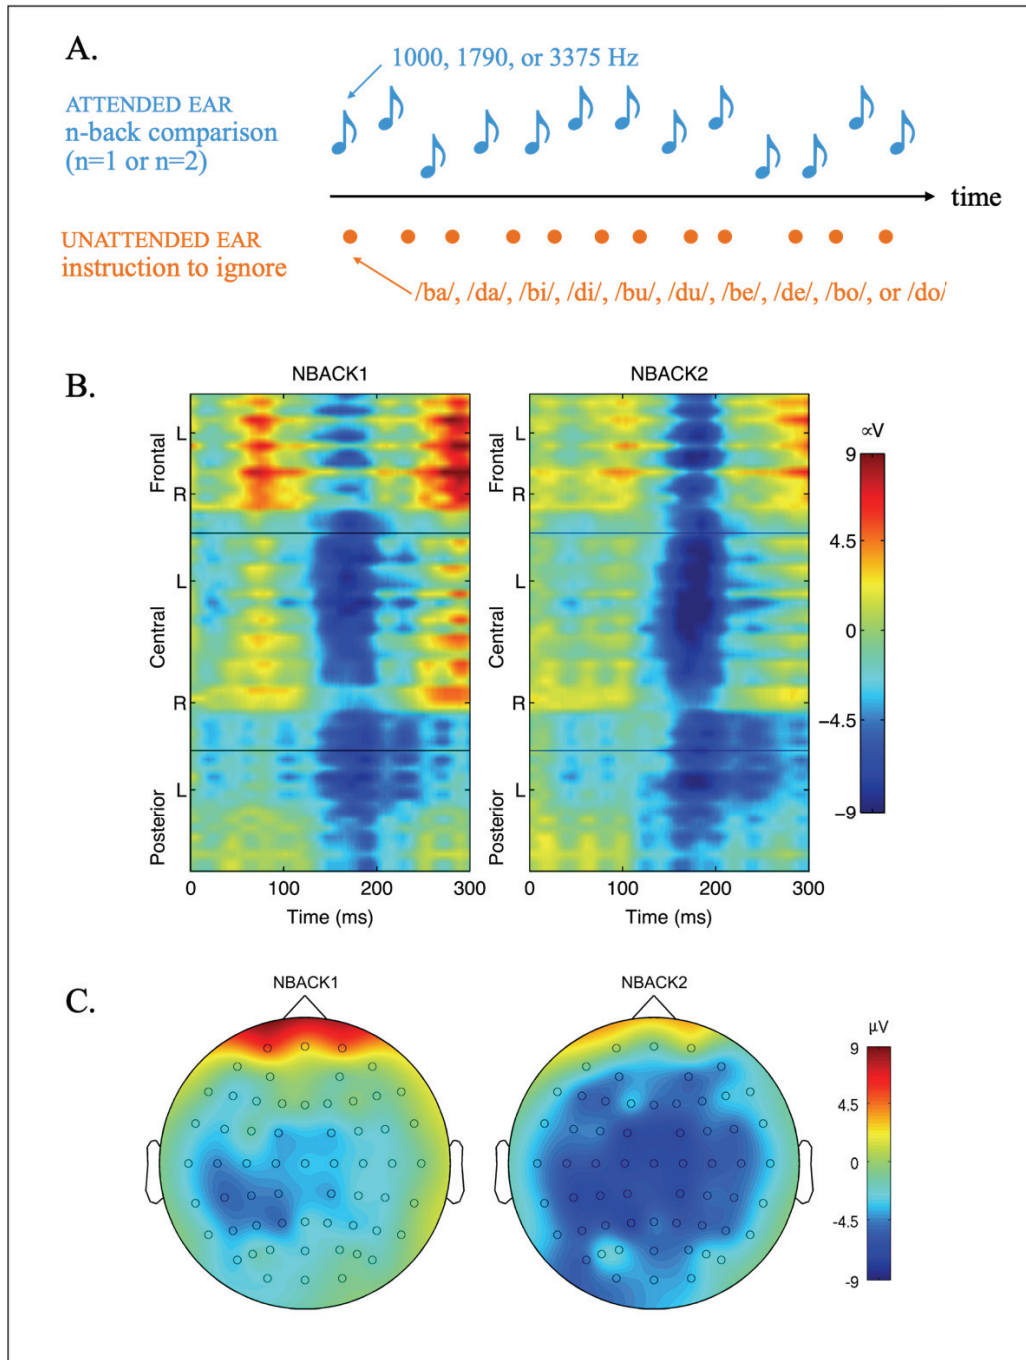 A.
1000, 1790, or 3375 Hz
ATTENDED EAR
n-back comparison
(n=1 or n=2)
time
UNATTENDED EAR
instruction to ignore
/ba/, /da/, /bi/, /di/, /bu/, /du/, /be/, /de/, /bo/, or /do/
B.
NBACK1
NBACK2
Frontal
L
R
Central
L
R
Posterior
L
0 100 200 300
Time (ms)
Frontal
L
R
Central
L
R
Posterior
L
0 100 200 300
Time (ms)
∝V
9
4.5
0
−4.5
−9
C.
NBACK1
NBACK2
µV
9
4.5
0
-4.5
-9